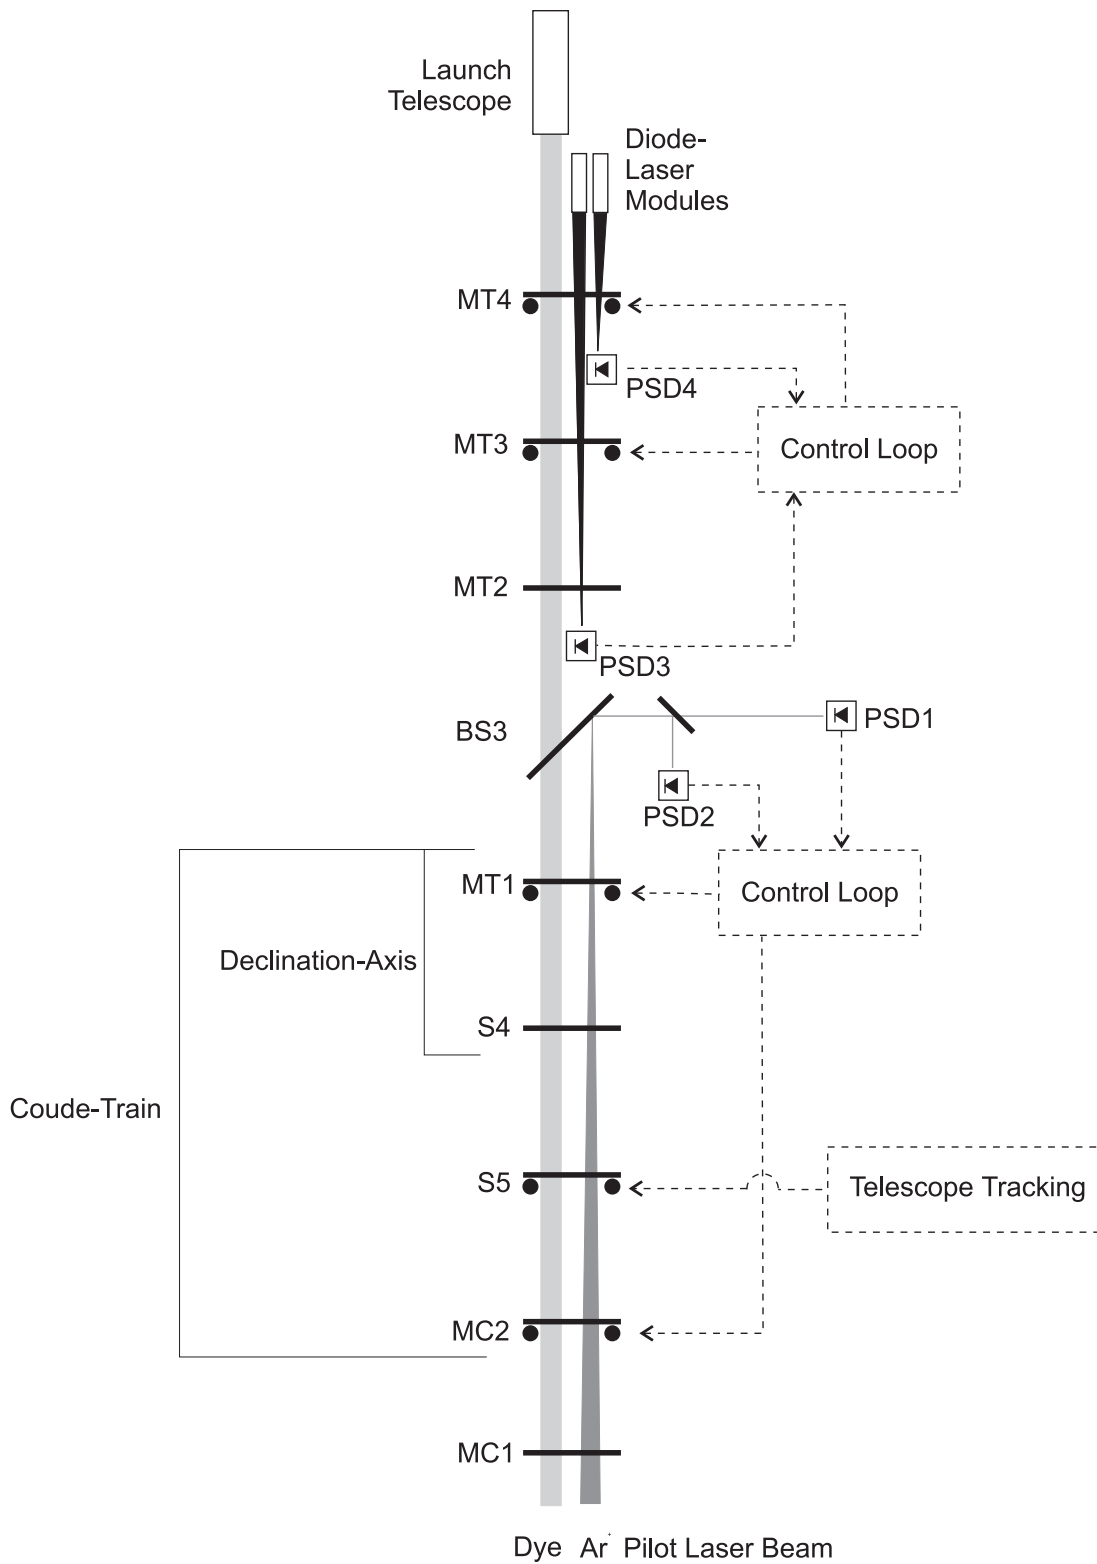 Launch
Telescope
Diode-
Laser
Modules
MT4
PSD4
MT3
Control Loop
MT2
PSD3
BS3
PSD1
PSD2
MT1
Control Loop
Declination-Axis
S4
Coude-Train
S5
Telescope Tracking
MC2
MC1
Dye Ar⁺ Pilot Laser Beam